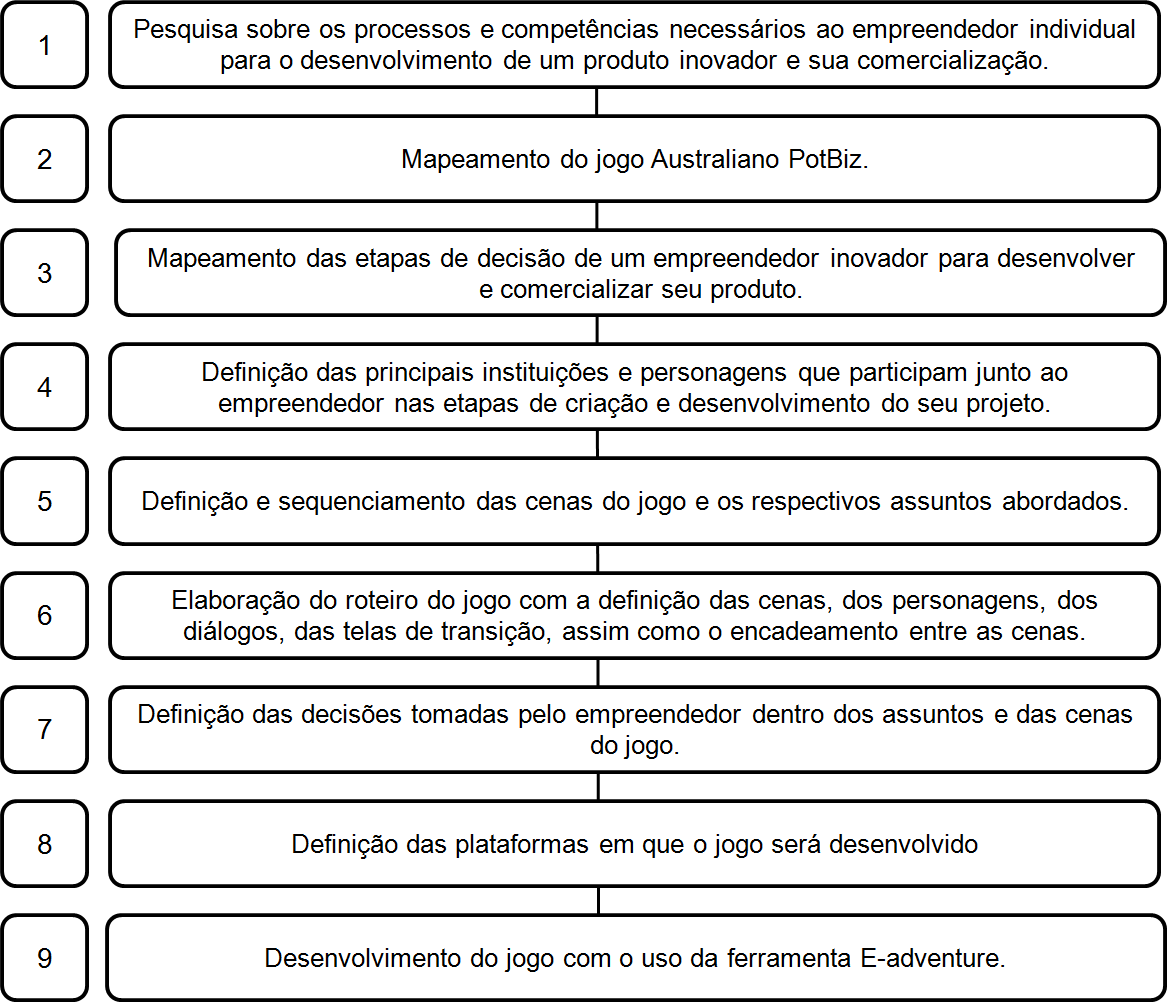 1
Pesquisa sobre os processos e competências necessários ao empreendedor individual
para o desenvolvimento de um produto inovador e sua comercialização.
2
Mapeamento do jogo Australiano PotBiz.
3
Mapeamento das etapas de decisão de um empreendedor inovador para desenvolver
e comercializar seu produto.
4
Definição das principais instituições e personagens que participam junto ao
empreendedor nas etapas de criação e desenvolvimento do seu projeto.
5
Definição e sequenciamento das cenas do jogo e os respectivos assuntos abordados.
6
Elaboração do roteiro do jogo com a definição das cenas, dos personagens, dos
diálogos, das telas de transição, assim como o encadeamento entre as cenas.
7
Definição das decisões tomadas pelo empreendedor dentro dos assuntos e das cenas
do jogo.
8
Definição das plataformas em que o jogo será desenvolvido
9
Desenvolvimento do jogo com o uso da ferramenta E-adventure.